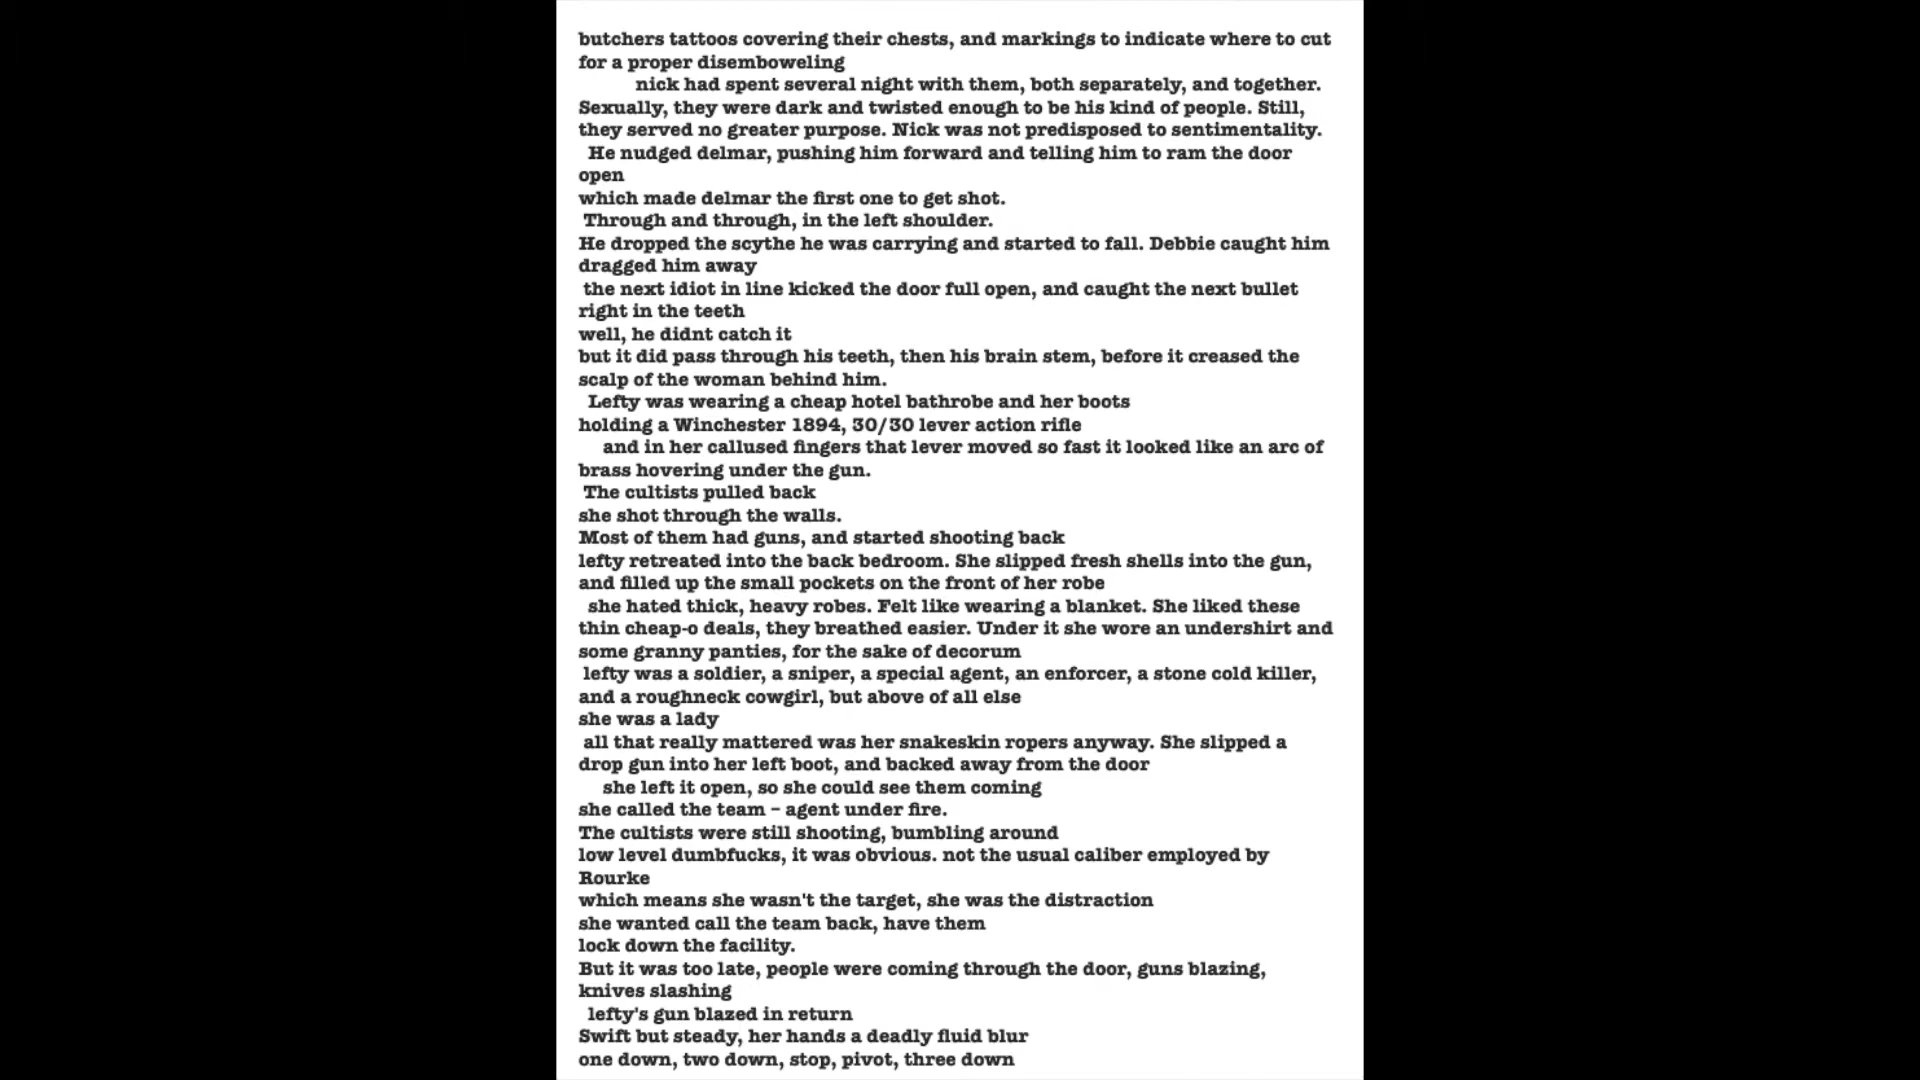 butchers tattoos covering their chests, and markings to indicate where to cut
for a proper disemboweling
nick had spent several night with them, both separately, and together.
Sexually, they were dark and twisted enough to be his kind of people. Still,
they served no greater purpose. Nick was not predisposed to sentimentality.
He nudged delmar, pushing him forward and telling him to ram the door
open
which made delmar the first one to get shot.
Through and through, in the left shoulder.
He dropped the scythe he was carrying and started to fall. Debbie caught him
dragged him away
the next idiot in line kicked the door full open, and caught the next bullet
right in the teeth
well, he didnt catch it
but it did pass through his teeth, then his brain stem, before it creased the
scalp of the woman behind him.
Lefty was wearing a cheap hotel bathrobe and her boots
holding a Winchester 1894, 30/30 lever action rifle
and in her callused fingers that lever moved so fast it looked like an arc of
brass hovering under the gun.
The cultists pulled back
she shot through the walls.
Most of them had guns, and started shooting back
lefty retreated into the back bedroom. She slipped fresh shells into the gun,
and filled up the small pockets on the front of her robe
she hated thick, heavy robes. Felt like wearing a blanket. She liked these
thin cheap-o deals, they breathed easier. Under it she wore an undershirt and
some granny panties, for the sake of decorum
lefty was a soldier, a sniper, a special agent, an enforcer, a stone cold killer,
and a roughneck cowgirl, but above of all else
she was a lady
all that really mattered was her snakeskin ropers anyway. She slipped a
drop gun into her left boot, and backed away from the door
she left it open, so she could see them coming
she called the team – agent under fire.
The cultists were still shooting, bumbling around
low level dumbfucks, it was obvious. not the usual caliber employed by
Rourke
which means she wasn't the target, she was the distraction
she wanted call the team back, have them
lock down the facility.
But it was too late, people were coming through the door, guns blazing,
knives slashing
lefty's gun blazed in return
Swift but steady, her hands a deadly fluid blur
one down, two down, stop, pivot, three down